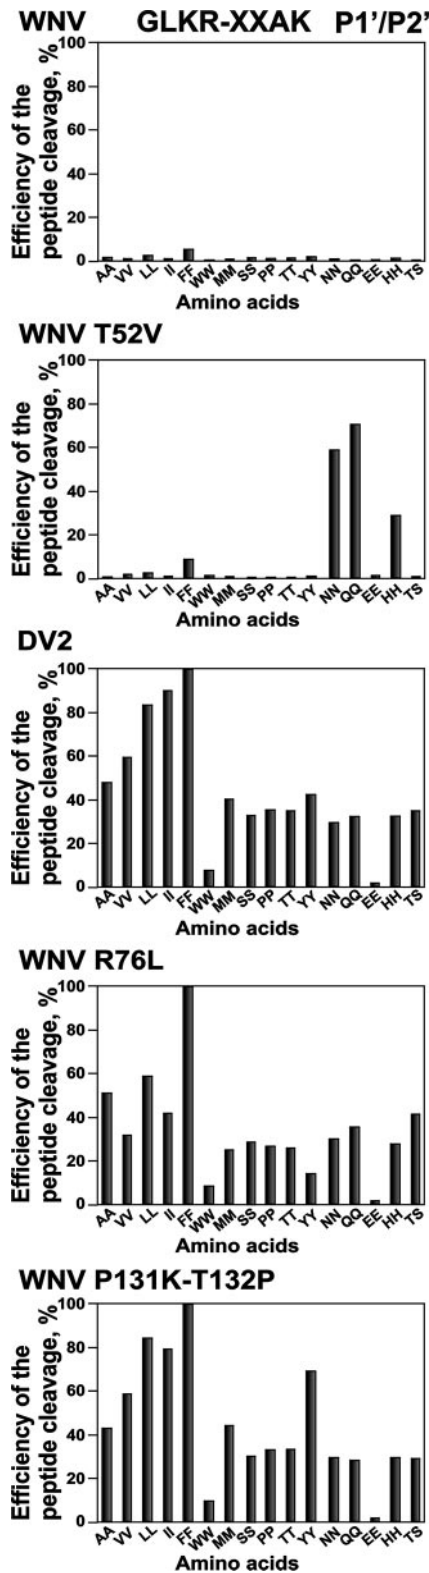 WNV GLKR-XXAK P1'/P2'
Efficiency of the
peptide cleavage, %
100
80
60
40
20
0
AA VV LL II FF WW MM SS PP TT YY NN QQ EE HH TS
Amino acids
WNV T52V
Efficiency of the
peptide cleavage, %
100
80
60
40
20
0
AA VV LL II FF WW MM SS PP TT YY NN QQ EE HH TS
Amino acids
DV2
Efficiency of the
peptide cleavage, %
100
80
60
40
20
0
AA VV LL II FF WW MM SS PP TT YY NN QQ EE HH TS
Amino acids
WNV R76L
Efficiency of the
peptide cleavage, %
100
80
60
40
20
0
AA VV LL II FF WW MM SS PP TT YY NN QQ EE HH TS
Amino acids
WNV P131K-T132P
Efficiency of the
peptide cleavage, %
100
80
60
40
20
0
AA VV LL II FF WW MM SS PP TT YY NN QQ EE HH TS
Amino acids